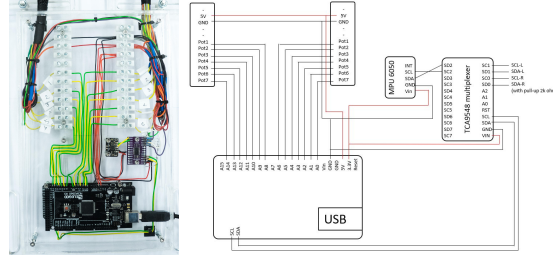 5V
GND
-
-
Pot1
Pot2
Pot3
Pot4
Pot5
Pot6
Pot7
5V
GND
-
-
Pot1
Pot2
Pot3
Pot4
Pot5
Pot6
Pot7
MPU 6050
INT
SCL
SDA
GND
Vin
TCA9548 multiplexer
SD2
SC2
SD3
SC3
SD4
SC4
SD5
SC5
SD6
SC6
SD7
SC7
SC1
SD1
SC0
SD0
A2
A1
A0
RST
SCL
SDA
GND
VIN
SCL-L
SDA-L
SCL-R
SDA-R
(with pull-up 2k oh
A15
A14
A13
A12
A11
A10
A9
A8
A7
A6
A5
A4
A3
A2
A1
A0
Vin
GND
GND
5V
3.3V
Reset
USB
SCL
SDA